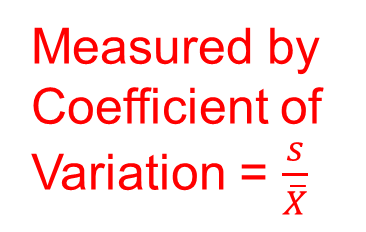 Measured by
Coefficient of
Variation = s / X̄